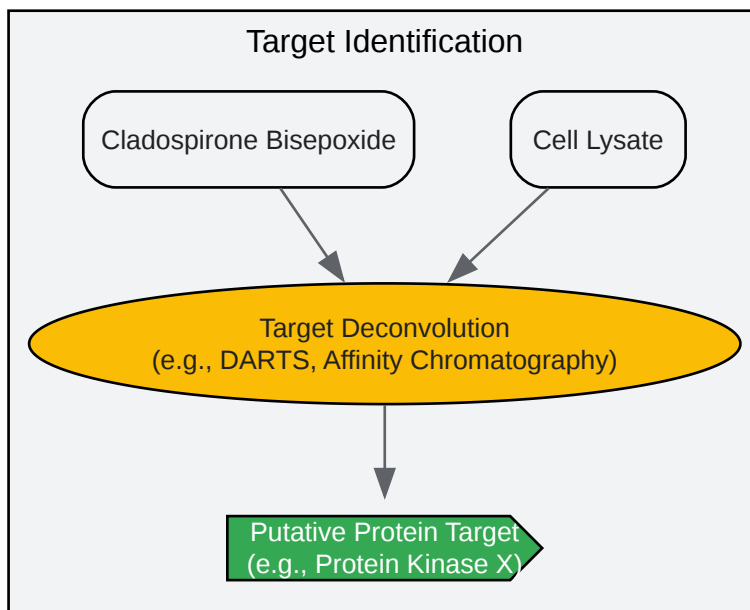 Target Identification
Cladospirone Bisepoxide
Cell Lysate
Target Deconvolution
(e.g., DARTS, Affinity Chromatography)
Putative Protein Target
(e.g., Protein Kinase X)